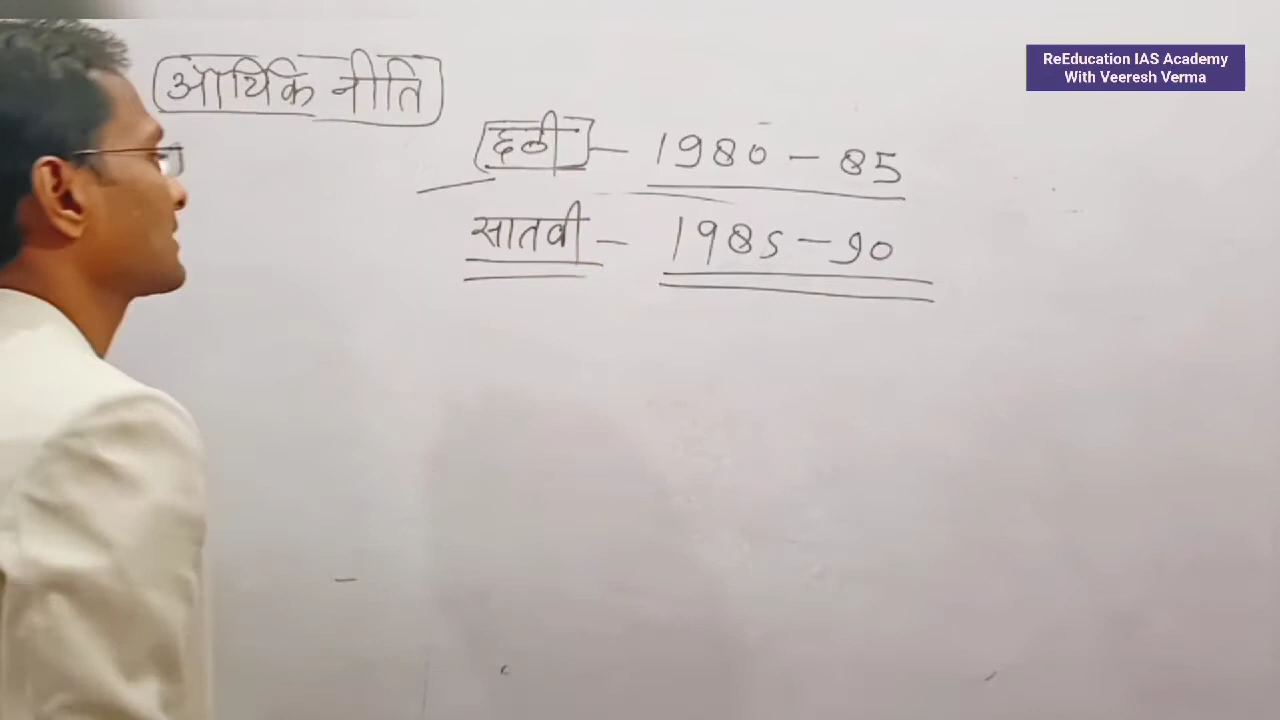 आर्थिक नीति
ReEducation IAS Academy
With Veeresh Verma
छठी – 1980 – 85
सातवी – 1985 – 90